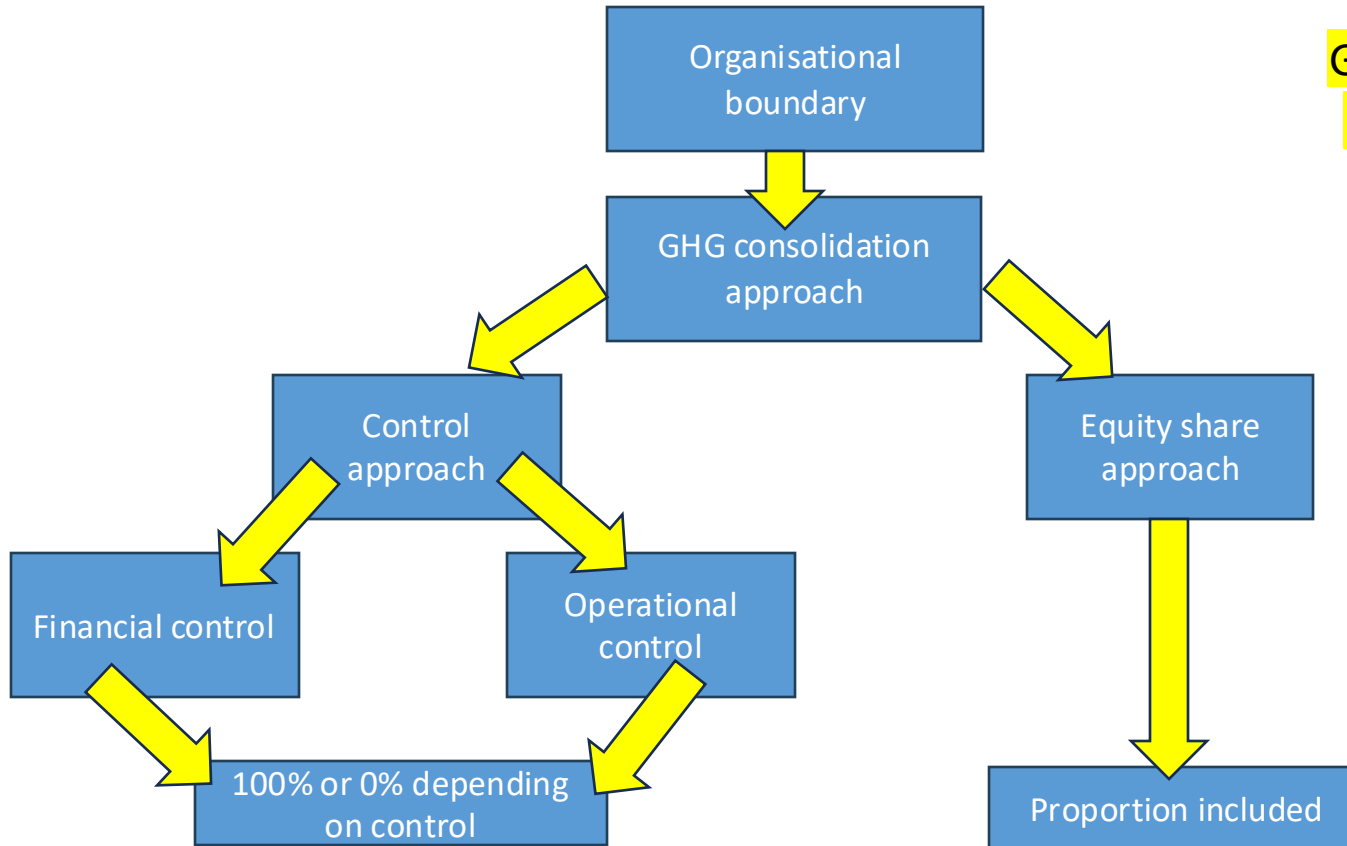 Organisational
boundary
G
GHG consolidation
approach
Control
approach
Equity share
approach
Financial control
Operational
control
100% or 0% depending
on control
Proportion included